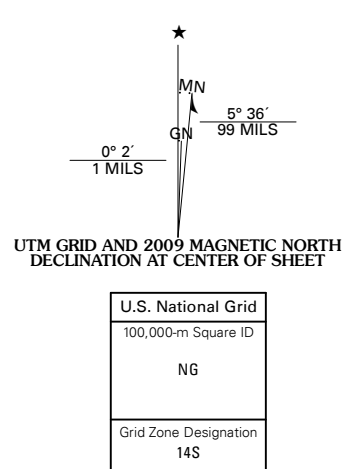 ★
MN
GN
5° 36´
99 MILS
0° 2´
1 MILS
UTM GRID AND 2009 MAGNETIC NORTH
DECLINATION AT CENTER OF SHEET
U.S. National Grid
100,000-m Square ID
NG
Grid Zone Designation
14S